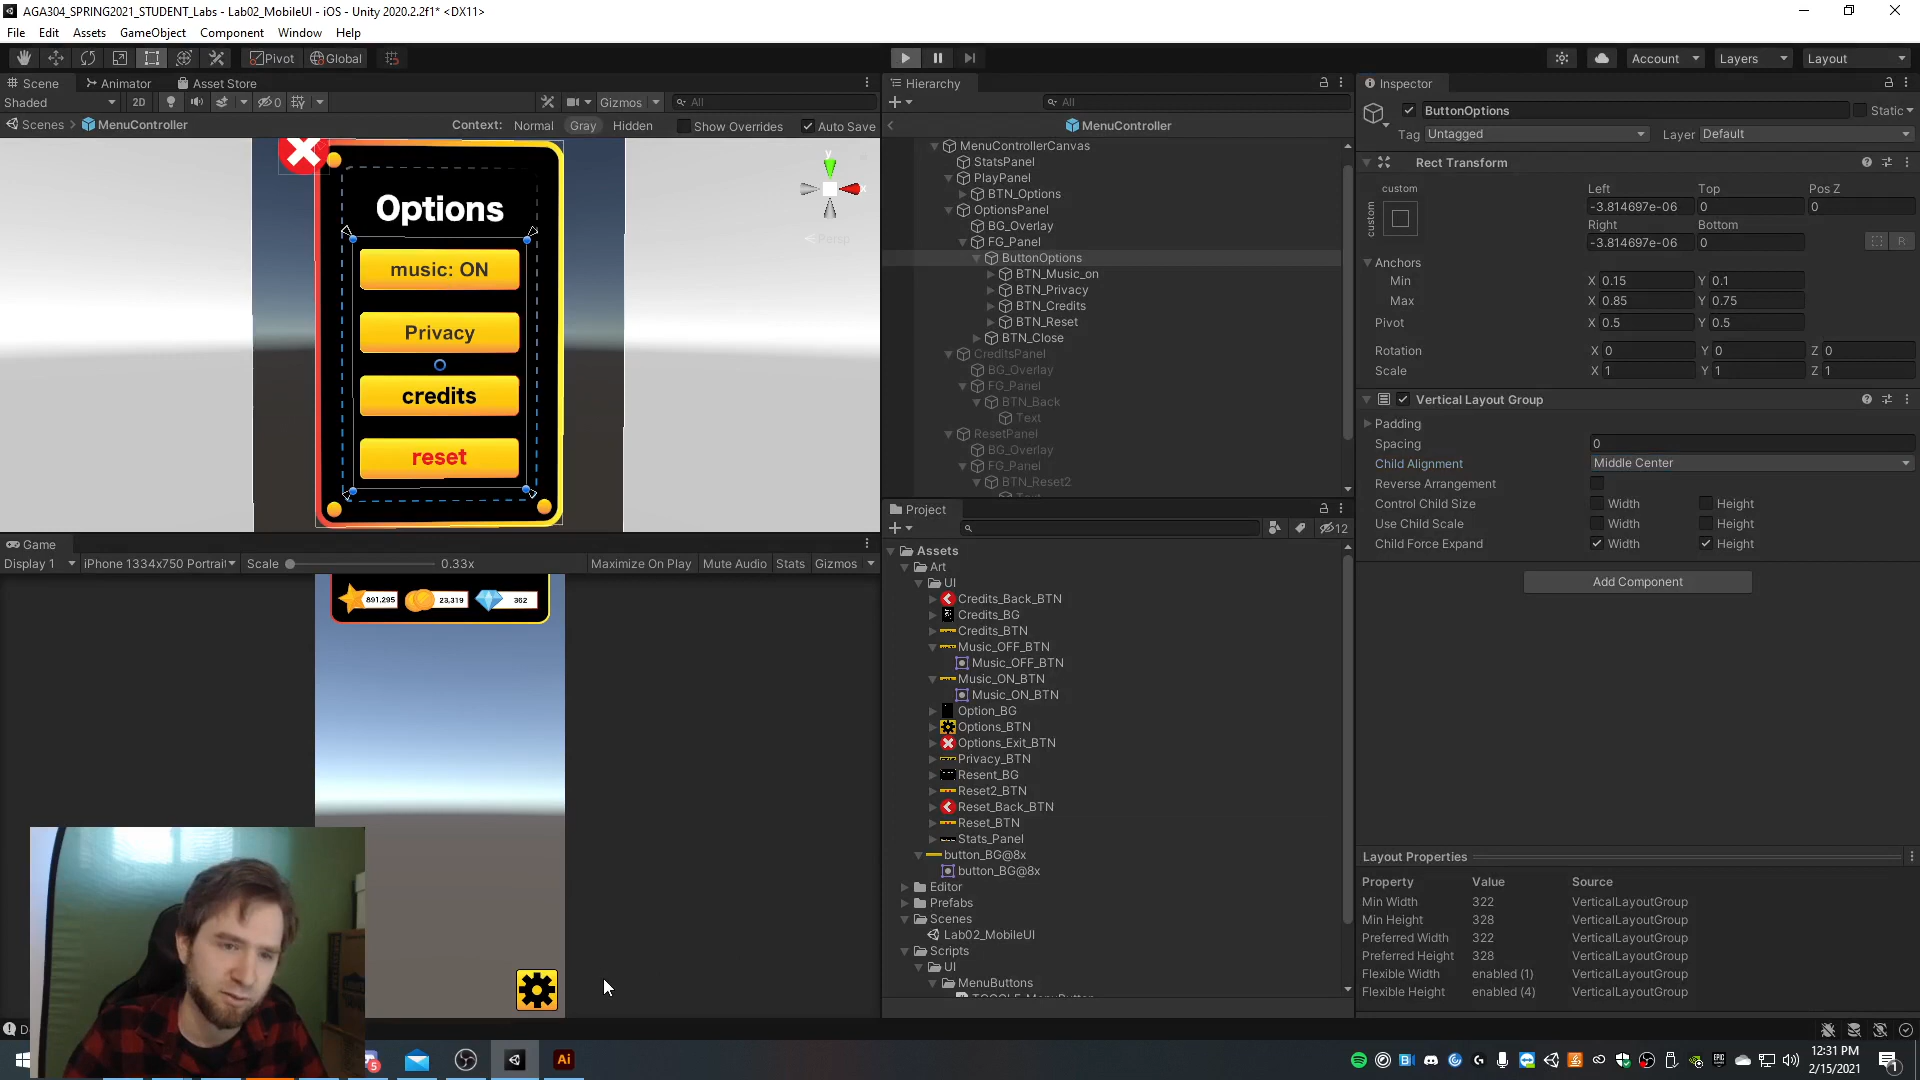 AGA304_SPRING2021_STUDENT_Labs - Lab02_MobileUI - iOS - Unity 2020.2.2f1* <DX11>
File Edit Assets GameObject Component Window Help
Pivot Global Account Layers Layout
Scene Animator Asset Store
Shaded 2D 0 Gizmos All
Scenes MenuController Context: Normal Gray Hidden Show Overrides Auto Save
Options
music: ON
Privacy
credits
reset
y
x
Persp
Game
Display 1 iPhone 1334x750 Portrait Scale 0.33x Maximize On Play Mute Audio Stats Gizmos
891,295 23,319 362
Hierarchy
All
MenuController
MenuControllerCanvas
StatsPanel
PlayPanel
BTN_Options
OptionsPanel
BG_Overlay
FG_Panel
ButtonOptions
BTN_Music_on
BTN_Privacy
BTN_Credits
BTN_Reset
BTN_Close
CreditsPanel
BG_Overlay
FG_Panel
BTN_Back
Text
ResetPanel
BG_Overlay
FG_Panel
BTN_Reset2
Project
12
Assets
Art
UI
Credits_Back_BTN
Credits_BG
Credits_BTN
Music_OFF_BTN
Music_OFF_BTN
Music_ON_BTN
Music_ON_BTN
Option_BG
Options_BTN
Options_Exit_BTN
Privacy_BTN
Resent_BG
Reset2_BTN
Reset_Back_BTN
Reset_BTN
Stats_Panel
button_BG@8x
button_BG@8x
Editor
Prefabs
Scenes
Lab02_MobileUI
Scripts
UI
MenuButtons
TOGGLE_MenuButton
Inspector
ButtonOptions Static
Tag Untagged Layer Default
Rect Transform
custom Left Top Pos Z
custom -3.814697e-06 0 0
Right Bottom
-3.814697e-06 0 R
Anchors
Min X 0.15 Y 0.1
Max X 0.85 Y 0.75
Pivot X 0.5 Y 0.5
Rotation X 0 Y 0 Z 0
Scale X 1 Y 1 Z 1
Vertical Layout Group
Padding
Spacing 0
Child Alignment Middle Center
Reverse Arrangement
Control Child Size Width Height
Use Child Scale Width Height
Child Force Expand Width Height
Add Component
Layout Properties
Property Value Source
Min Width 322 VerticalLayoutGroup
Min Height 328 VerticalLayoutGroup
Preferred Width 322 VerticalLayoutGroup
Preferred Height 328 VerticalLayoutGroup
Flexible Width enabled (1) VerticalLayoutGroup
Flexible Height enabled (4) VerticalLayoutGroup
5 Ai
12:31 PM
2/15/2021
1